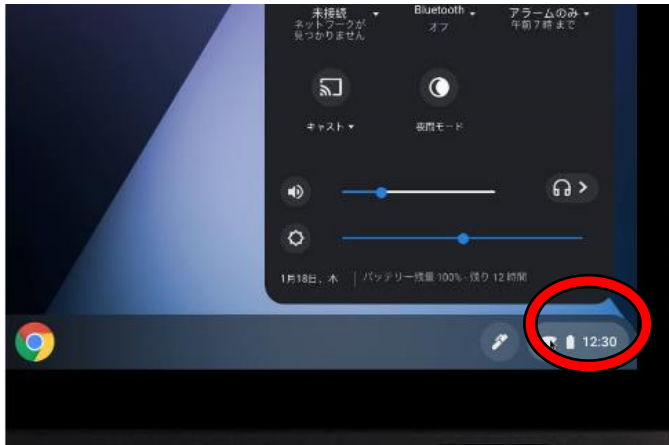 未接続
ネットワークが
見つかりません
Bluetooth
オフ
アラームのみ
午前7時まで
キャスト
夜間モード
1月18日、木 | バッテリー残量 100% - 残り 12 時間
12:30